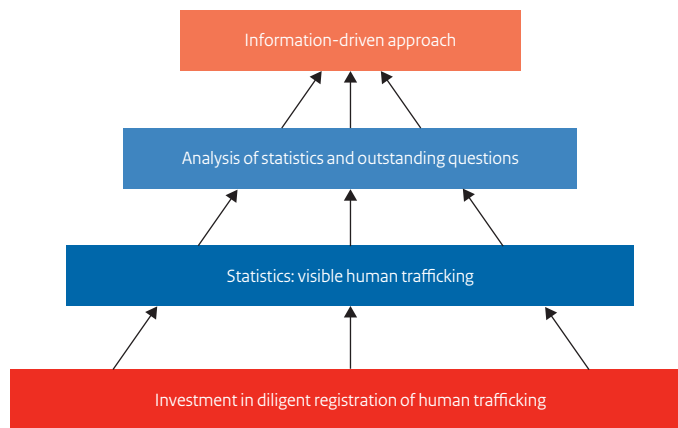 Information-driven approach
Analysis of statistics and outstanding questions
Statistics: visible human trafficking
Investment in diligent registration of human trafficking